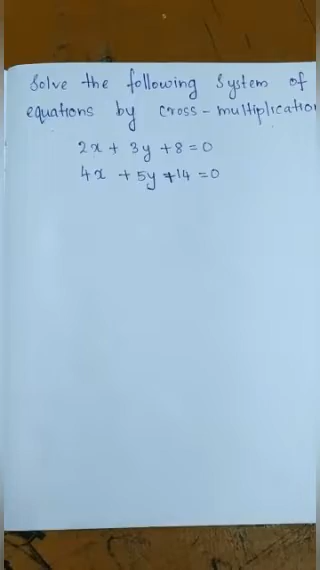 Solve the following System of
equations by cross-multiplication
2x + 3y + 8 = 0
4x + 5y + 14 = 0